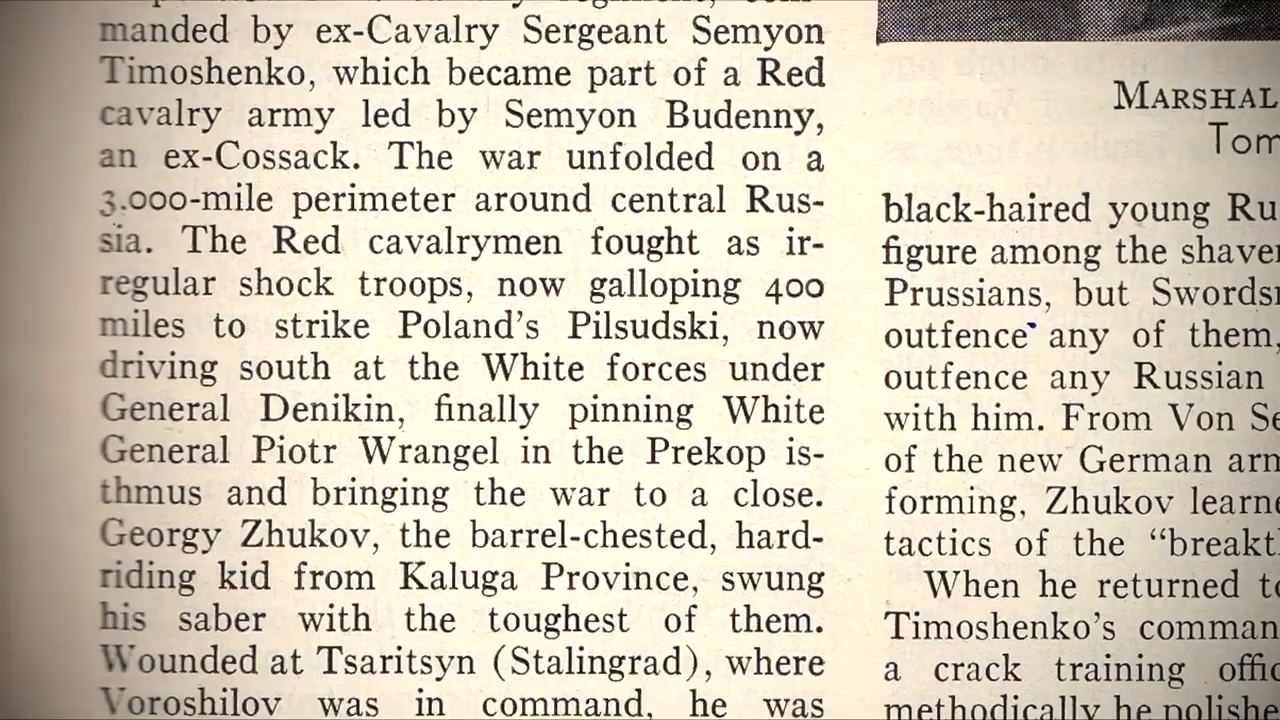 manded by ex-Cavalry Sergeant Semyon
Timoshenko, which became part of a Red
cavalry army led by Semyon Budenny,
an ex-Cossack. The war unfolded on a
3,000-mile perimeter around central Rus-
sia. The Red cavalrymen fought as ir-
regular shock troops, now galloping 400
miles to strike Poland's Pilsudski, now
driving south at the White forces under
General Denikin, finally pinning White
General Piotr Wrangel in the Prekop is-
thmus and bringing the war to a close.
Georgy Zhukov, the barrel-chested, hard-
riding kid from Kaluga Province, swung
his saber with the toughest of them.
Wounded at Tsaritsyn (Stalingrad), where
Voroshilov was in command, he was
MARSHAL
Tom
black-haired young Ru
figure among the shave
Prussians, but Swords
outfence any of them,
outfence any Russian
with him. From Von Se
of the new German arm
forming, Zhukov learne
tactics of the “breakt
When he returned to
Timoshenko's comman
a crack training offic
methodically he polishe